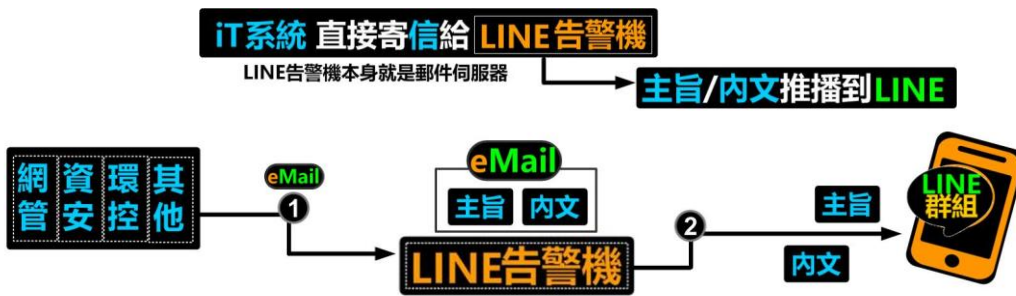 iT系統 直接寄信給 LINE告警機
LINE告警機本身就是郵件伺服器
主旨/內文推播到LINE
網管
資安
環控
其他
eMail
1
eMail
主旨 內文
LINE告警機
2
主旨
內文
LINE
群組